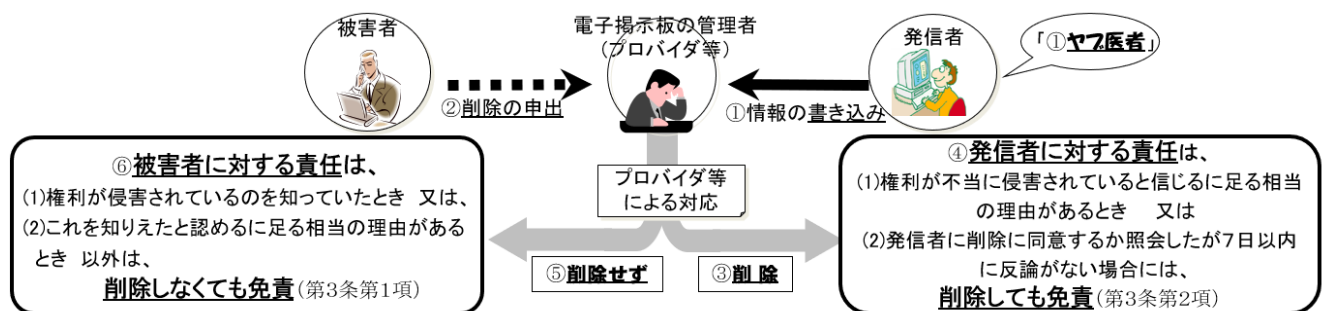 被害者
電子掲示板の管理者
(プロバイダ等)
発信者
「①ヤブ医者」
②削除の申出
①情報の書き込み
⑥被害者に対する責任は、
(1)権利が侵害されているのを知っていたとき 又は、
(2)これを知りえたと認めるに足る相当の理由がある
とき 以外は、
削除しなくても免責(第3条第1項)
プロバイダ等
による対応
⑤削除せず
③削 除
④発信者に対する責任は、
(1)権利が不当に侵害されていると信じるに足る相当
の理由があるとき 又は
(2)発信者に削除に同意するか照会したが7日以内
に反論がない場合には、
削除しても免責(第3条第2項)